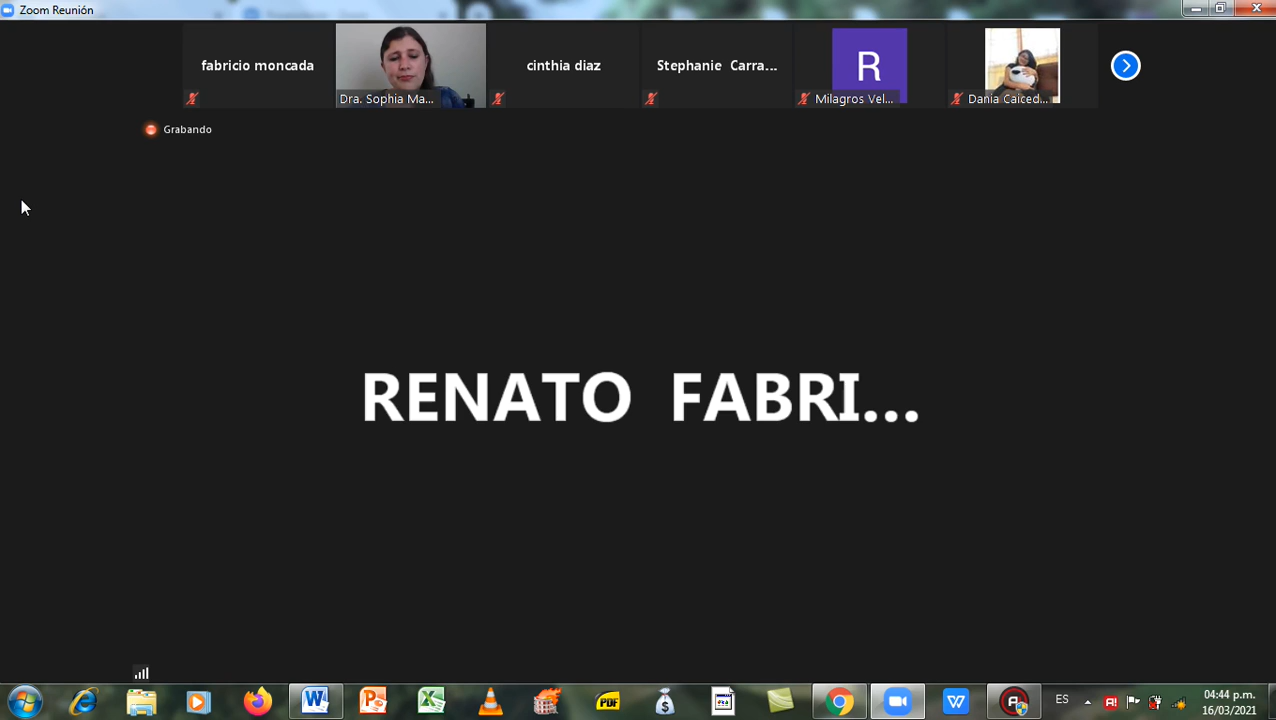 Zoom Reunión
fabricio moncada
Dra. Sophia Ma...
cinthia diaz
Stephanie Carra...
R
Milagros Vel...
Dania Caiced...
Grabando
RENATO FABRI...
ES
04:44 p.m.
16/03/2021